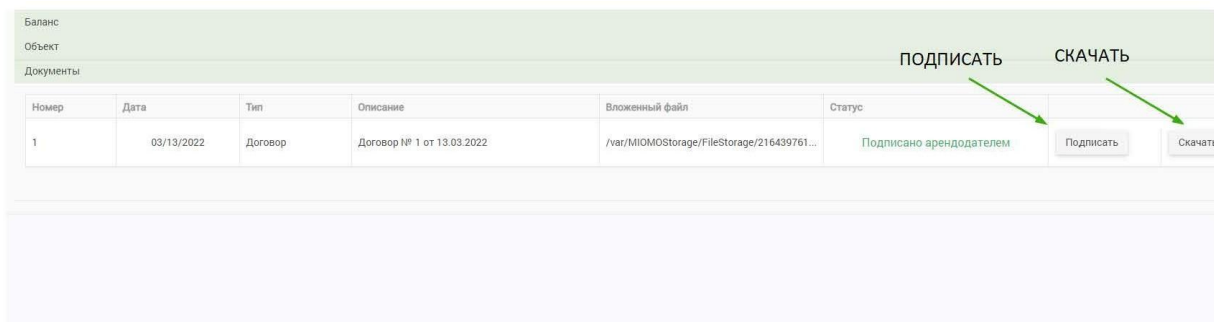 Баланс
Объект
ПОДПИСАТЬ СКАЧАТЬ
Документы
Номер Дата Тип Описание Вложенный файл Статус
1 03/13/2022 Договор Договор № 1 от 13.03.2022 /var/MIOMOStorage/FileStorage/216439761... Подписано арендодателем Подписать Скачать